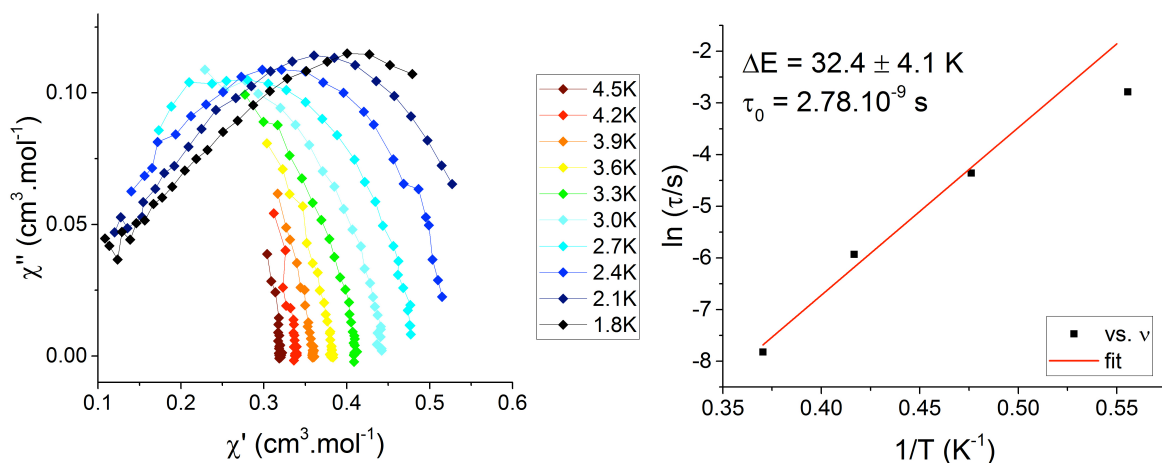 0.10
0.05
0.00
0.1
0.2
0.3
0.4
0.5
0.6
χ'' (cm³.mol⁻¹)
χ' (cm³.mol⁻¹)
4.5K
4.2K
3.9K
3.6K
3.3K
3.0K
2.7K
2.4K
2.1K
1.8K
ΔE = 32.4 ± 4.1 K
τ₀ = 2.78.10⁻⁹ s
-2
-3
-4
-5
-6
-7
-8
ln (τ/s)
vs. ν
fit
0.35
0.40
0.45
0.50
0.55
1/T (K⁻¹)